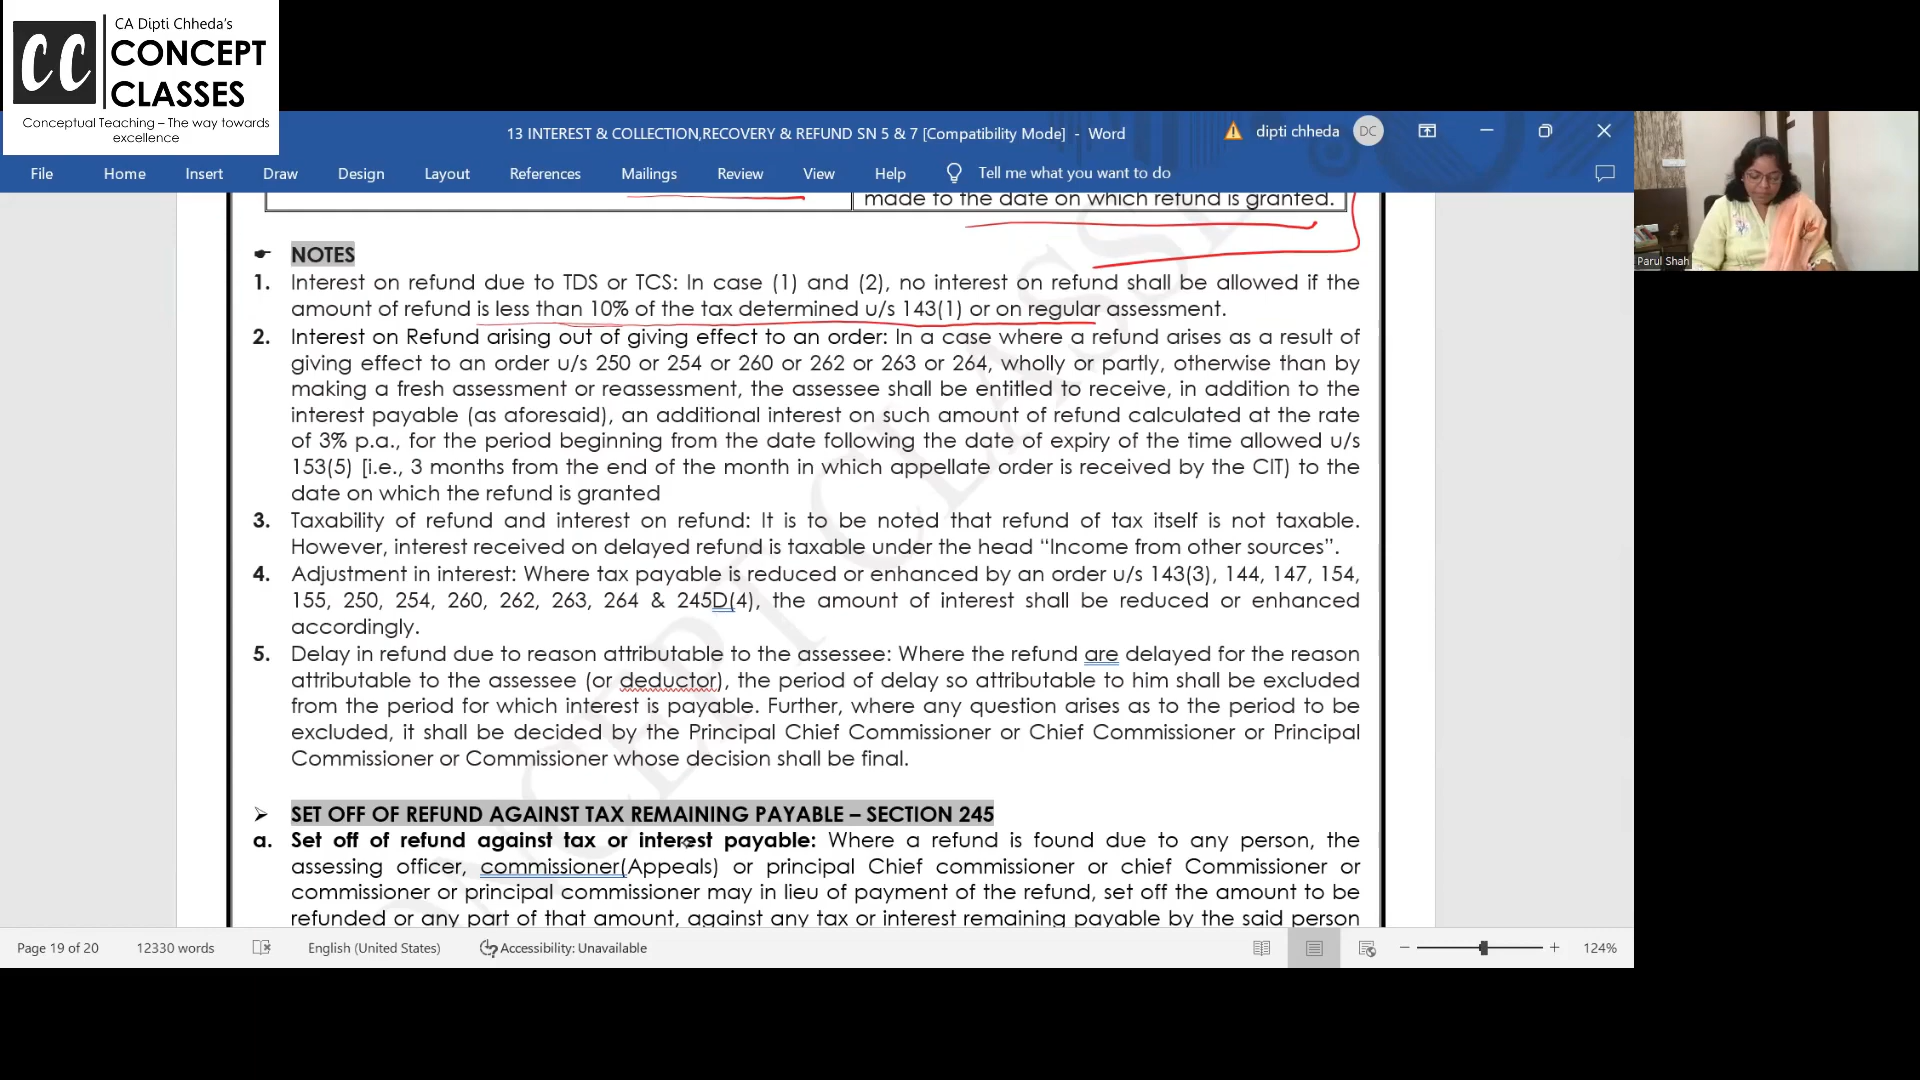 CA Dipti Chheda's
CC
CONCEPT
CLASSES
Conceptual Teaching – The way towards
excellence
13 INTEREST & COLLECTION,RECOVERY & REFUND SN 5 & 7 [Compatibility Mode] - Word
dipti chheda
DC
File Home Insert Draw Design Layout References Mailings Review View Help Tell me what you want to do
Parul Shah
made to the date on which refund is granted.
NOTES
1. Interest on refund due to TDS or TCS: In case (1) and (2), no interest on refund shall be allowed if the
amount of refund is less than 10% of the tax determined u/s 143(1) or on regular assessment.
2. Interest on Refund arising out of giving effect to an order: In a case where a refund arises as a result of
giving effect to an order u/s 250 or 254 or 260 or 262 or 263 or 264, wholly or partly, otherwise than by
making a fresh assessment or reassessment, the assessee shall be entitled to receive, in addition to the
interest payable (as aforesaid), an additional interest on such amount of refund calculated at the rate
of 3% p.a., for the period beginning from the date following the date of expiry of the time allowed u/s
153(5) [i.e., 3 months from the end of the month in which appellate order is received by the CIT) to the
date on which the refund is granted
3. Taxability of refund and interest on refund: It is to be noted that refund of tax itself is not taxable.
However, interest received on delayed refund is taxable under the head “Income from other sources”.
4. Adjustment in interest: Where tax payable is reduced or enhanced by an order u/s 143(3), 144, 147, 154,
155, 250, 254, 260, 262, 263, 264 & 245D(4), the amount of interest shall be reduced or enhanced
accordingly.
5. Delay in refund due to reason attributable to the assessee: Where the refund are delayed for the reason
attributable to the assessee (or deductor), the period of delay so attributable to him shall be excluded
from the period for which interest is payable. Further, where any question arises as to the period to be
excluded, it shall be decided by the Principal Chief Commissioner or Chief Commissioner or Principal
Commissioner or Commissioner whose decision shall be final.
➢ SET OFF OF REFUND AGAINST TAX REMAINING PAYABLE – SECTION 245
a. Set off of refund against tax or interest payable: Where a refund is found due to any person, the
assessing officer, commissioner(Appeals) or principal Chief commissioner or chief Commissioner or
commissioner or principal commissioner may in lieu of payment of the refund, set off the amount to be
refunded or any part of that amount, against any tax or interest remaining payable by the said person
Page 19 of 20 12330 words English (United States) Accessibility: Unavailable 124%